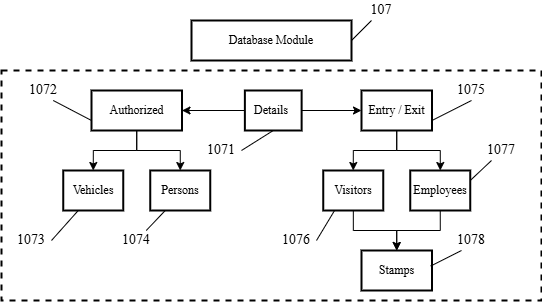 107
Database Module
1072
1075
Authorized
Details
Entry / Exit
1071
1077
Vehicles
Persons
Visitors
Employees
1073
1074
1076
1078
Stamps